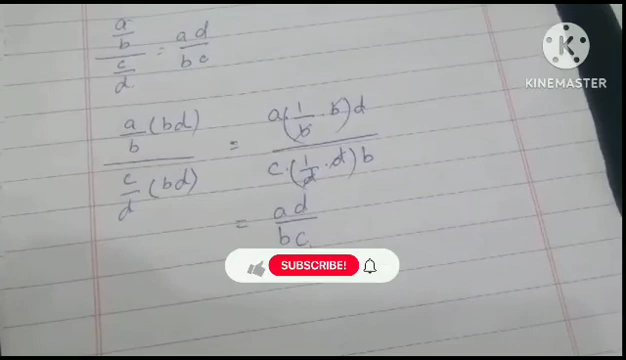 a/b / c/d = ad/bc
KINEMASTER
a/b (bd) / c/d (bd) = a(1/b · b)d / c·(1/d · d)b
= ad/bc
SUBSCRIBE!